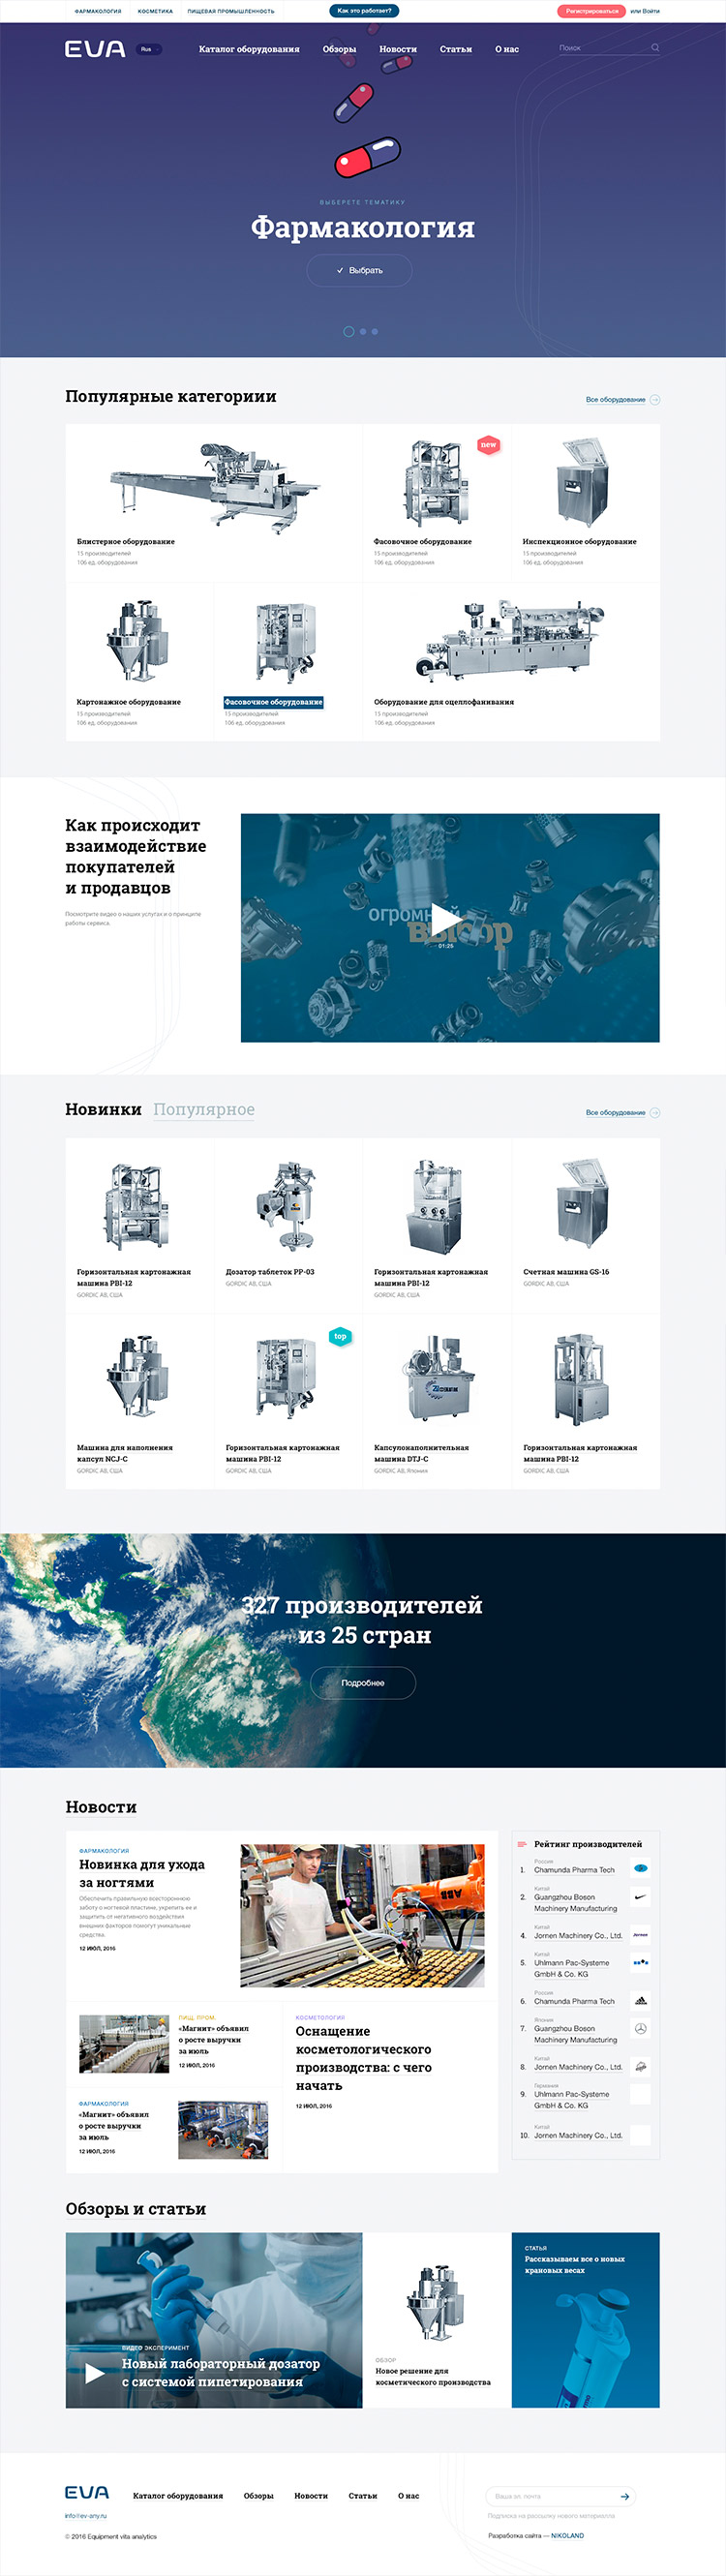 ФАРМАКОЛОГИЯ КОСМЕТИКА ПИЩЕВАЯ ПРОМЫШЛЕННОСТЬ Как это работает? Регистрироваться или Войти
EVA Rus Каталог оборудования Обзоры Новости Статьи О нас Поиск
ВЫБЕРЕТЕ ТЕМАТИКУ
Фармакология
Выбрать
Популярные категориии
Все оборудование
new
Блистерное оборудование
15 производителей
106 ед. оборудования
Фасовочное оборудование
15 производителей
106 ед. оборудования
Инспекционное оборудование
15 производителей
106 ед. оборудования
Картонажное оборудование
15 производителей
106 ед. оборудования
Фасовочное оборудование
15 производителей
106 ед. оборудования
Оборудование для оцеллофанивания
15 производителей
106 ед. оборудования
Как происходит
взаимодействие
покупателей
и продавцов
Посмотрите видео о наших услугах и о принципе
работы сервиса.
огромный
выбор
01:25
Новинки Популярное
Все оборудование
Горизонтальная картонажная
машина PBI-12
GORDIC AB, США
Дозатор таблеток PP-03
GORDIC AB, США
Горизонтальная картонажная
машина PBI-12
GORDIC AB, США
Счетная машина GS-16
GORDIC AB, США
top
Машина для наполнения
капсул NCJ-C
GORDIC AB, США
Горизонтальная картонажная
машина PBI-12
GORDIC AB, США
Капсулонаполнительная
машина DTJ-C
GORDIC AB, Япония
Горизонтальная картонажная
машина PBI-12
GORDIC AB, США
327 производителей
из 25 стран
Подробнее
Новости
ФАРМАКОЛОГИЯ
Новинка для ухода
за ногтями
Обеспечить правильную всестороннюю
заботу о ногтевой пластине, укрепить ее и
защитить от негативного воздействия
внешних факторов помогут уникальные
средства.
12 ИЮЛ, 2016
ПИЩ. ПРОМ.
«Магнит» объявил
о росте выручки
за июль
12 ИЮЛ, 2016
ФАРМАКОЛОГИЯ
«Магнит» объявил
о росте выручки
за июль
12 ИЮЛ, 2016
КОСМЕТОЛОГИЯ
Оснащение
косметологического
производства: с чего
начать
12 ИЮЛ, 2016
Рейтинг производителей
Россия
1. Chamunda Pharma Tech
Китай
2. Guangzhou Boson
Machinery Manufacturing
Китай
4. Jornen Machinery Co., Ltd.
Jornen
Китай
5. Uhlmann Pac-Systeme
GmbH & Co. KG
Россия
6. Chamunda Pharma Tech
Япония
7. Guangzhou Boson
Machinery Manufacturing
Китай
8. Jornen Machinery Co., Ltd.
Германия
9. Uhlmann Pac-Systeme
GmbH & Co. KG
Китай
10. Jornen Machinery Co., Ltd.
Обзоры и статьи
ВИДЕО ЭКСПЕРИМЕНТ
Новый лабораторный дозатор
с системой пипетирования
ОБЗОР
Новое решение для
косметического производства
СТАТЬЯ
Рассказываем все о новых
крановых весах
EVA Каталог оборудования Обзоры Новости Статьи О нас
Ваша эл. почта
info@ev-any.ru
Подписка на рассылку нового материалла
© 2016 Equipment vita analytics
Разработка сайта — NIKOLAND